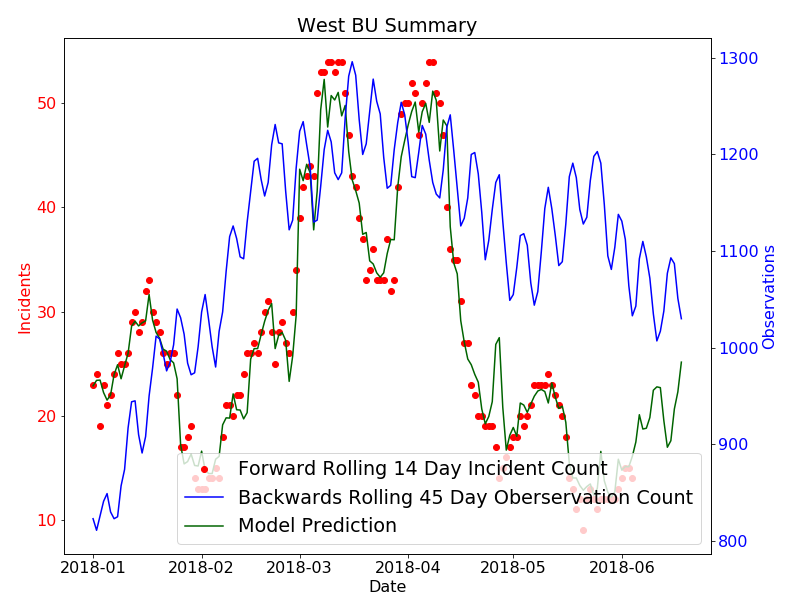 West BU Summary
Incidents
50
40
30
20
10
1300
1200
1100
1000
900
800
Observations
Forward Rolling 14 Day Incident Count
Backwards Rolling 45 Day Oberservation Count
Model Prediction
2018-01 2018-02 2018-03 2018-04 2018-05 2018-06
Date